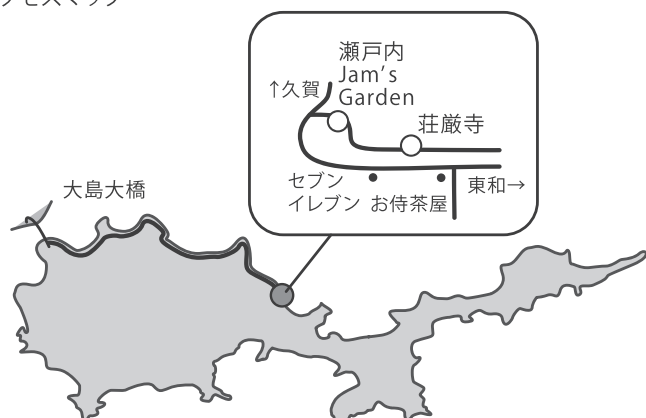 クセスマップ
瀬戸内
Jam's
Garden
↑久賀
荘厳寺
セブン
イレブン
お侍茶屋
東和→
大島大橋